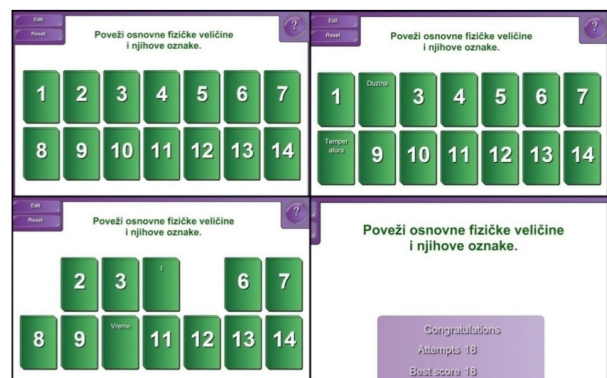 Edit
Reset
?
Poveži osnovne fizičke veličine
i njihove oznake.
1 2 3 4 5 6 7
8 9 10 11 12 13 14
Edit
Reset
?
Poveži osnovne fizičke veličine
i njihove oznake.
1 Duzina 3 4 5 6 7
Temper
atura 9 10 11 12 13 14
Edit
Reset
?
Poveži osnovne fizičke veličine
i njihove oznake.
2 3 6 7
8 9 Vreme 11 12 13 14
Poveži osnovne fizičke veličine
i njihove oznake.
Congratulations
Attempts 18
Best score 18